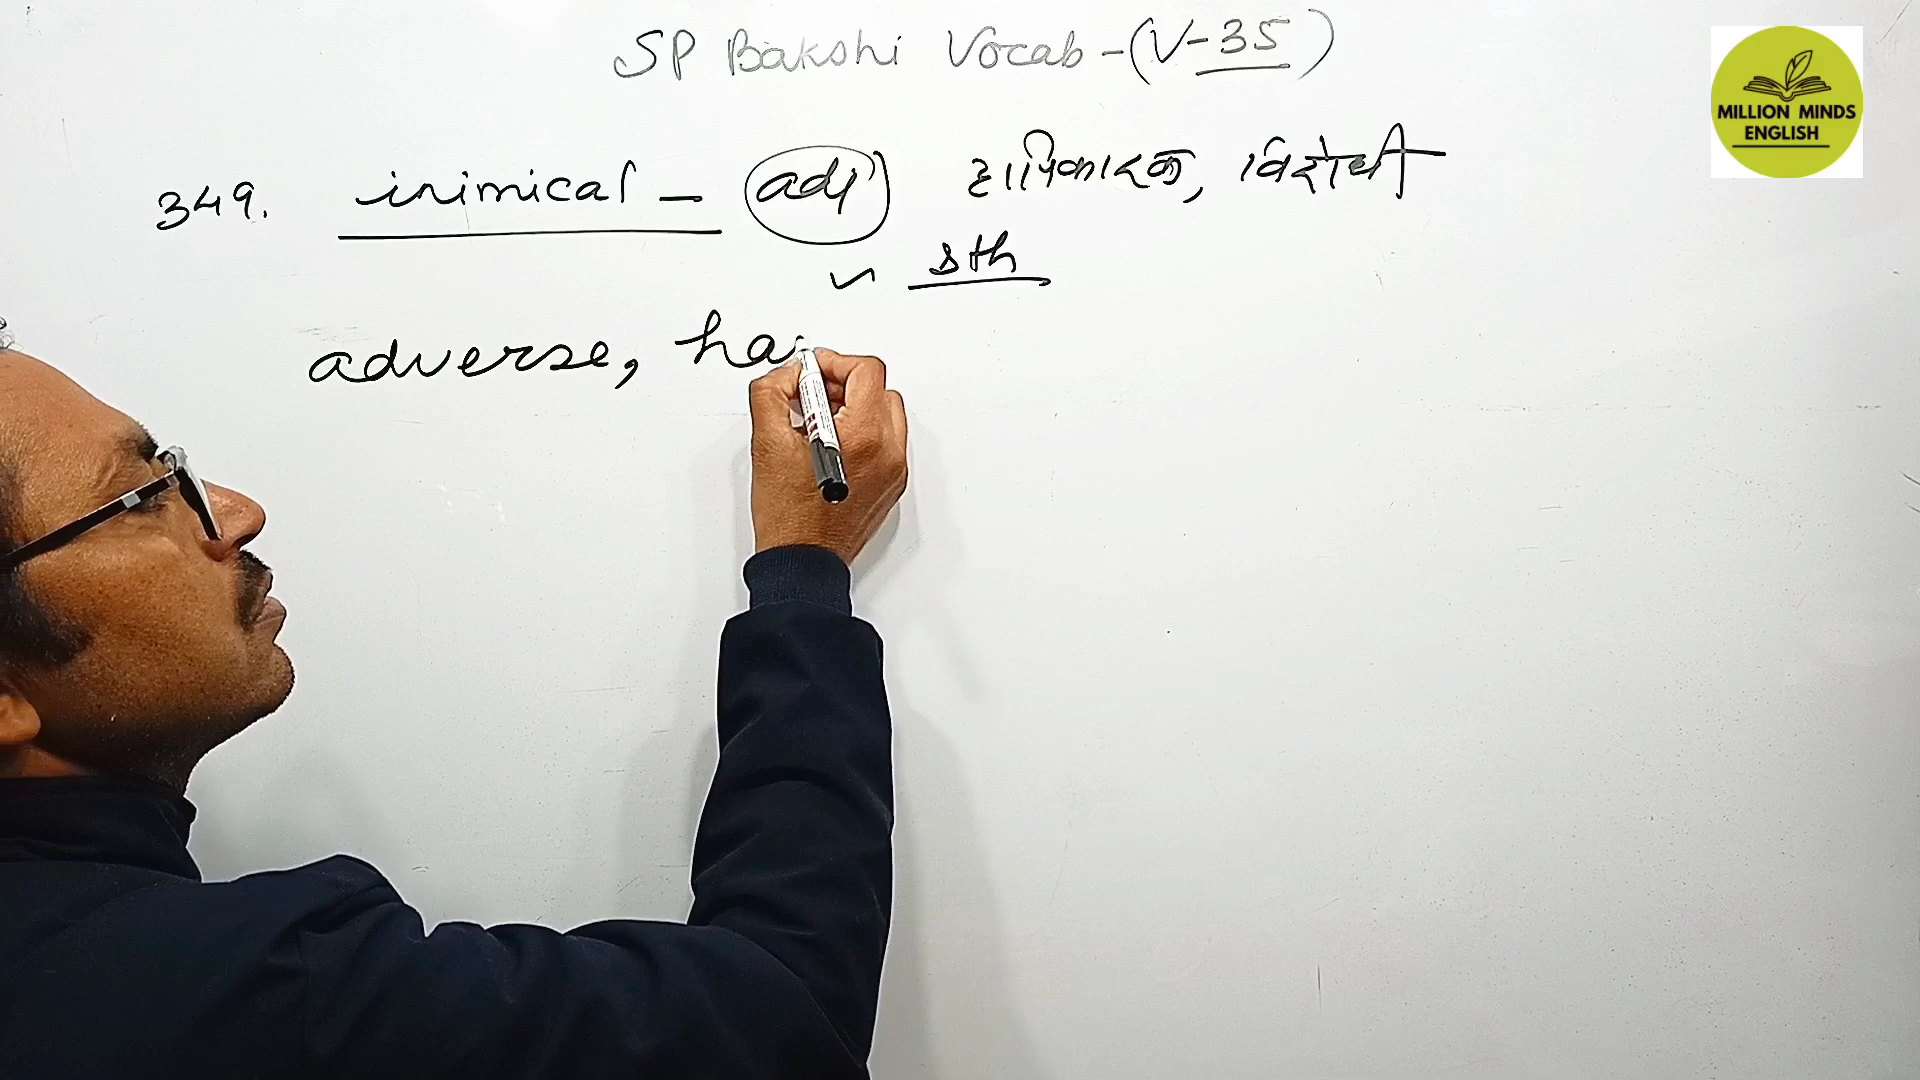 SP Bakshi Vocab - (V-35)
MILLION MINDS
ENGLISH
349. inimical - (adj) हानिकारक, विरोधी
sth
adverse, ha